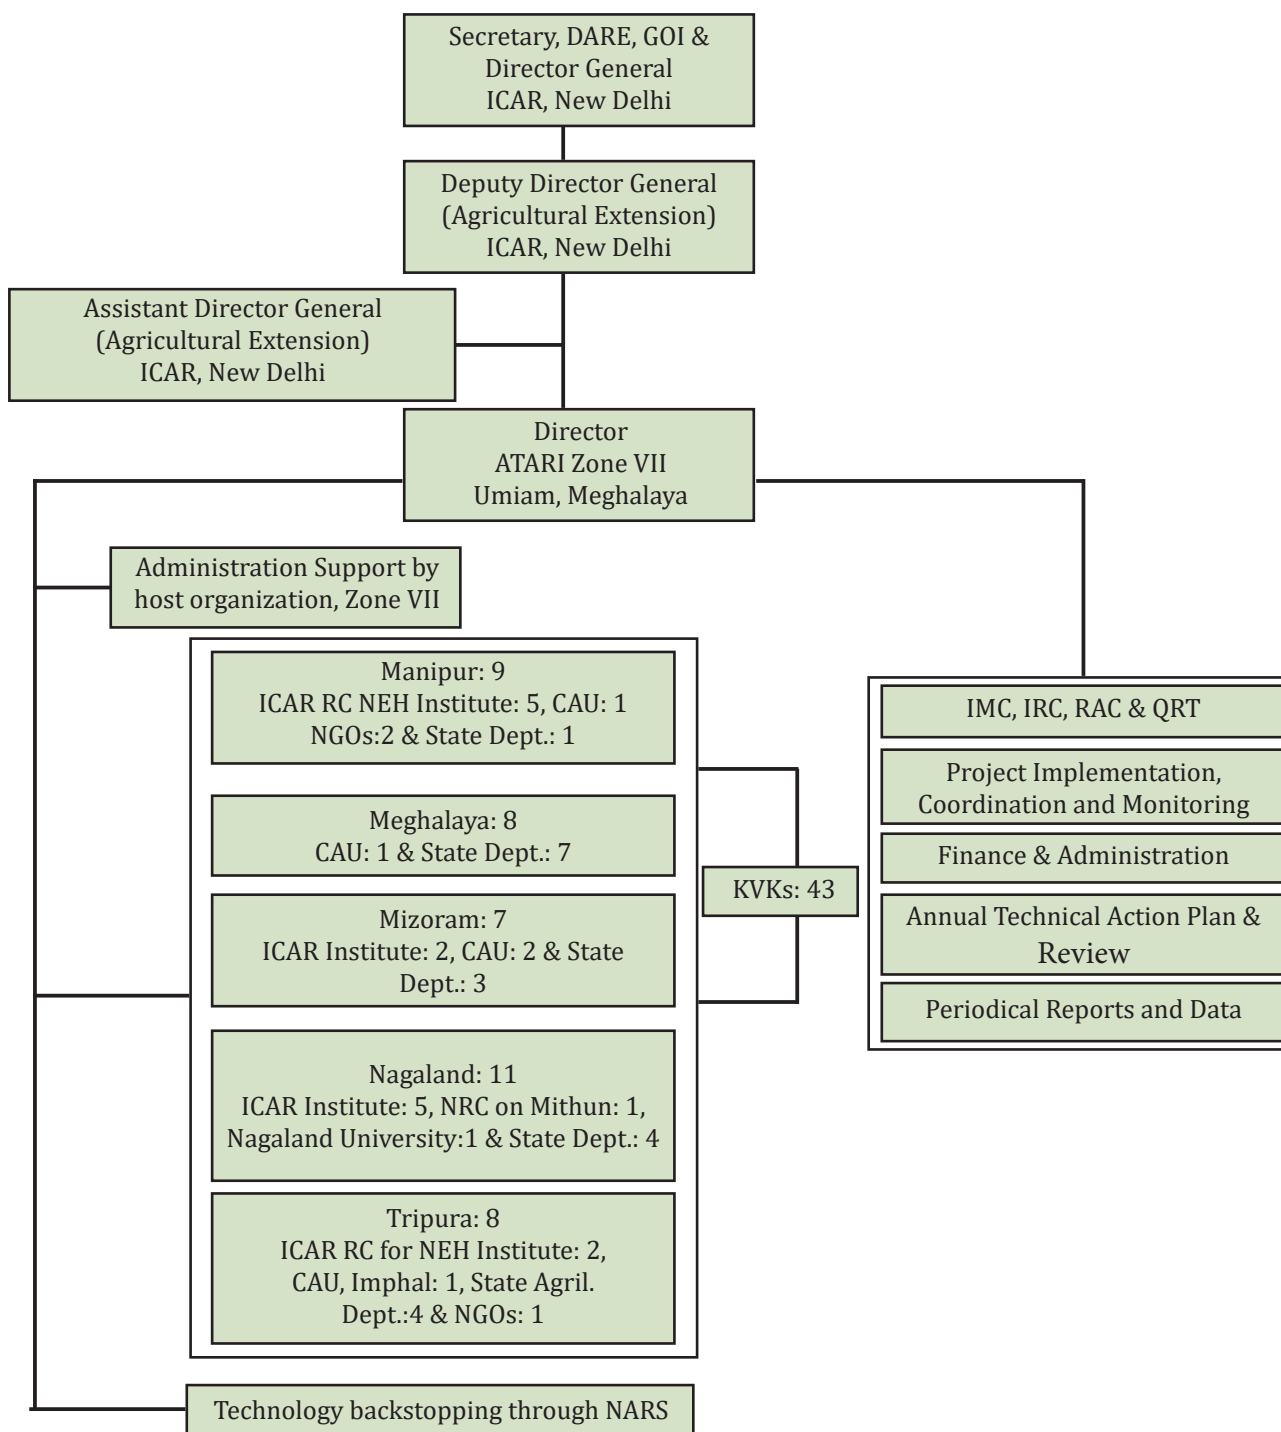 Secretary, DARE, GOI &
Director General
ICAR, New Delhi
Deputy Director General
(Agricultural Extension)
ICAR, New Delhi
Assistant Director General
(Agricultural Extension)
ICAR, New Delhi
Director
ATARI Zone VII
Umiam, Meghalaya
Administration Support by
host organization, Zone VII
Manipur: 9
ICAR RC NEH Institute: 5, CAU: 1
NGOs:2 & State Dept.: 1
Meghalaya: 8
CAU: 1 & State Dept.: 7
Mizoram: 7
ICAR Institute: 2, CAU: 2 & State
Dept.: 3
Nagaland: 11
ICAR Institute: 5, NRC on Mithun: 1,
Nagaland University:1 & State Dept.: 4
Tripura: 8
ICAR RC for NEH Institute: 2,
CAU, Imphal: 1, State Agril.
Dept.:4 & NGOs: 1
KVKs: 43
IMC, IRC, RAC & QRT
Project Implementation,
Coordination and Monitoring
Finance & Administration
Annual Technical Action Plan &
Review
Periodical Reports and Data
Technology backstopping through NARS